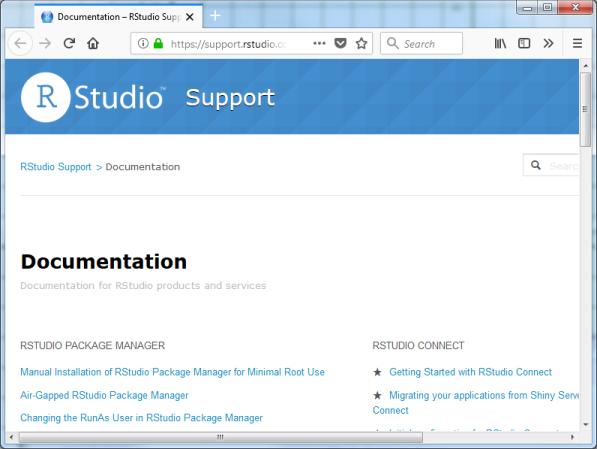 Documentation – RStudio Supp
https://support.rstudio.c
Search
R Studio™ Support
RStudio Support > Documentation
Searc
Documentation
Documentation for RStudio products and services
RSTUDIO PACKAGE MANAGER
Manual Installation of RStudio Package Manager for Minimal Root Use
Air-Gapped RStudio Package Manager
Changing the RunAs User in RStudio Package Manager
RSTUDIO CONNECT
★ Getting Started with RStudio Connect
★ Migrating your applications from Shiny Serve
Connect